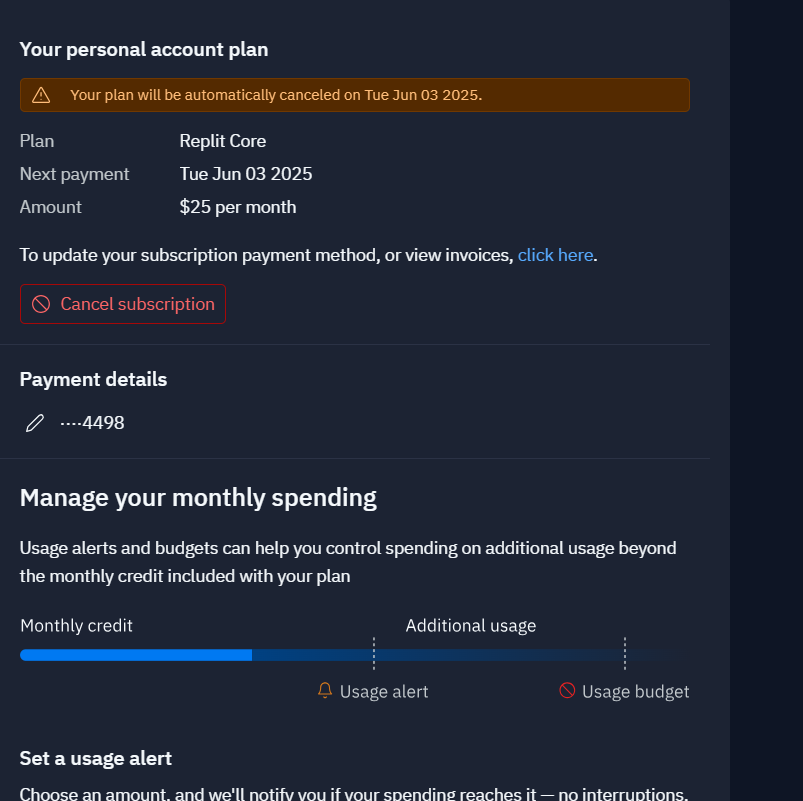 Your personal account plan
Your plan will be automatically canceled on Tue Jun 03 2025.
Plan Replit Core
Next payment Tue Jun 03 2025
Amount $25 per month
To update your subscription payment method, or view invoices, click here.
Cancel subscription
Payment details
····4498
Manage your monthly spending
Usage alerts and budgets can help you control spending on additional usage beyond
the monthly credit included with your plan
Monthly credit Additional usage
Usage alert Usage budget
Set a usage alert
Choose an amount, and we'll notify you if your spending reaches it — no interruptions.